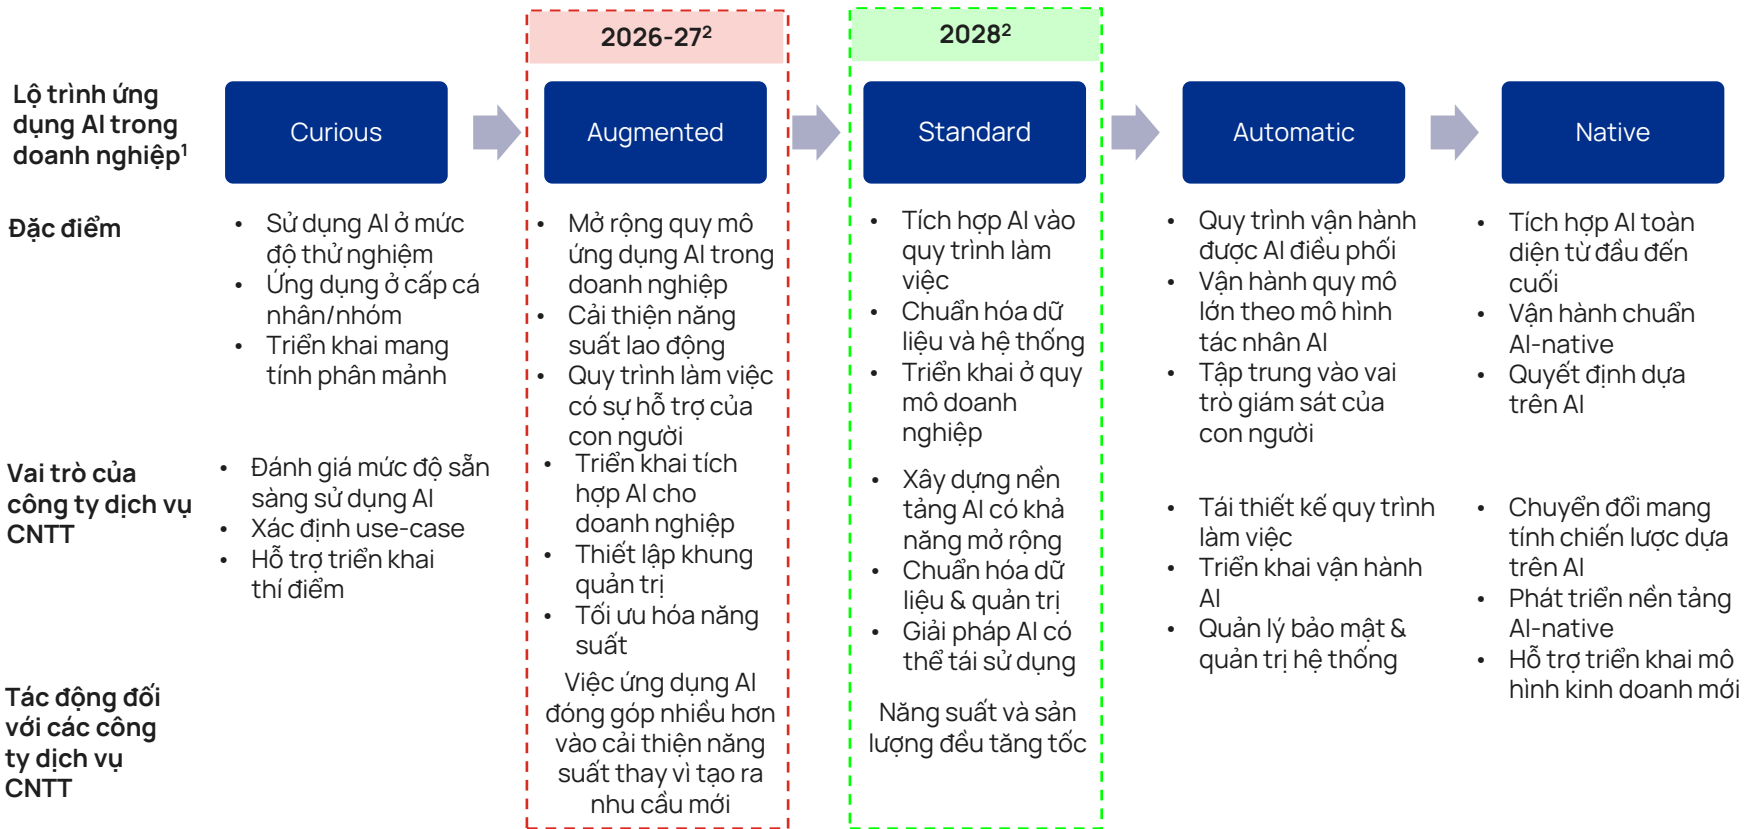 2026-27²
2028²
Lộ trình ứng
dụng AI trong
doanh nghiệp¹
Curious
Augmented
Standard
Automatic
Native
Đặc điểm
• Sử dụng AI ở mức
độ thử nghiệm
• Ứng dụng ở cấp cá
nhân/nhóm
• Triển khai mang
tính phân mảnh
• Mở rộng quy mô
ứng dụng AI trong
doanh nghiệp
• Cải thiện năng
suất lao động
• Quy trình làm việc
có sự hỗ trợ của
con người
• Tích hợp AI vào
quy trình làm
việc
• Chuẩn hóa dữ
liệu và hệ thống
• Triển khai ở quy
mô doanh
nghiệp
• Quy trình vận hành
được AI điều phối
• Vận hành quy mô
lớn theo mô hình
tác nhân AI
• Tập trung vào vai
trò giám sát của
con người
• Tích hợp AI toàn
diện từ đầu đến
cuối
• Vận hành chuẩn
AI-native
• Quyết định dựa
trên AI
Vai trò của
công ty dịch vụ
CNTT
• Đánh giá mức độ sẵn
sàng sử dụng AI
• Xác định use-case
• Hỗ trợ triển khai
thí điểm
• Triển khai tích
hợp AI cho
doanh nghiệp
• Thiết lập khung
quản trị
• Tối ưu hóa năng
suất
• Xây dựng nền
tảng AI có khả
năng mở rộng
• Chuẩn hóa dữ
liệu & quản trị
• Giải pháp AI có
thể tái sử dụng
• Tái thiết kế quy trình
làm việc
• Triển khai vận hành
AI
• Quản lý bảo mật &
quản trị hệ thống
• Chuyển đổi mang
tính chiến lược dựa
trên AI
• Phát triển nền tảng
AI-native
• Hỗ trợ triển khai mô
hình kinh doanh mới
Tác động đối
với các công
ty dịch vụ
CNTT
Việc ứng dụng AI
đóng góp nhiều hơn
vào cải thiện năng
suất thay vì tạo ra
nhu cầu mới
Năng suất và sản
lượng đều tăng tốc